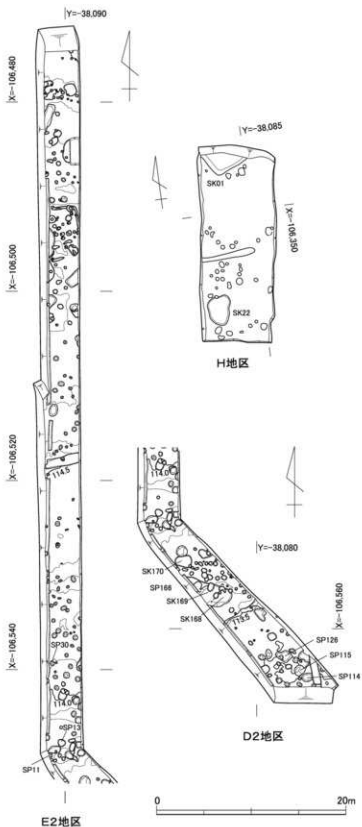 Y=-38,090
X=-106,480
X=-106,500
X=-106,520
114.5
X=-106,540
SP30
114.0
SP13
SP11
E2地区
Y=-38,085
SK01
X=-106,350
SK22
H地区
114.0
Y=-38,080
SK170
SP166
SK169
SK168
113.5
X=-106,560
SP126
SP115
SP114
D2地区
0
20m